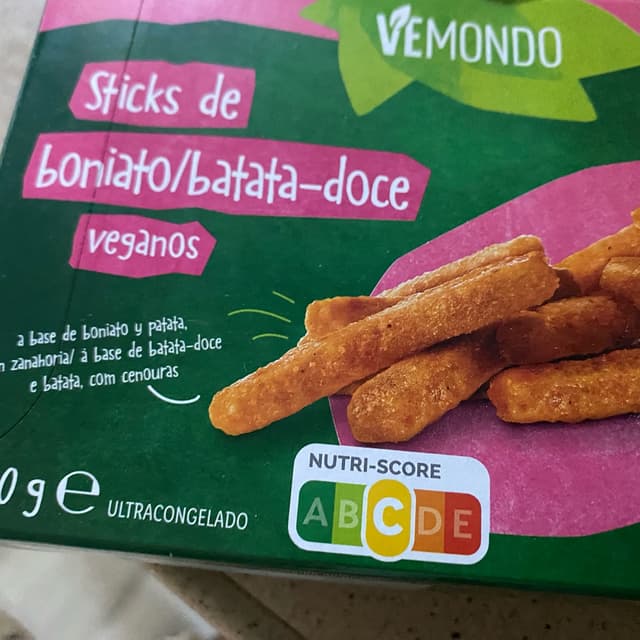 VEMONDO
Sticks de
boniato/batata-doce
veganos
a base de boniato y patata,
zanahoria/ à base de batata-doce
e batata, com cenouras
0 g e ULTRACONGELADO
NUTRI-SCORE
A B C D E